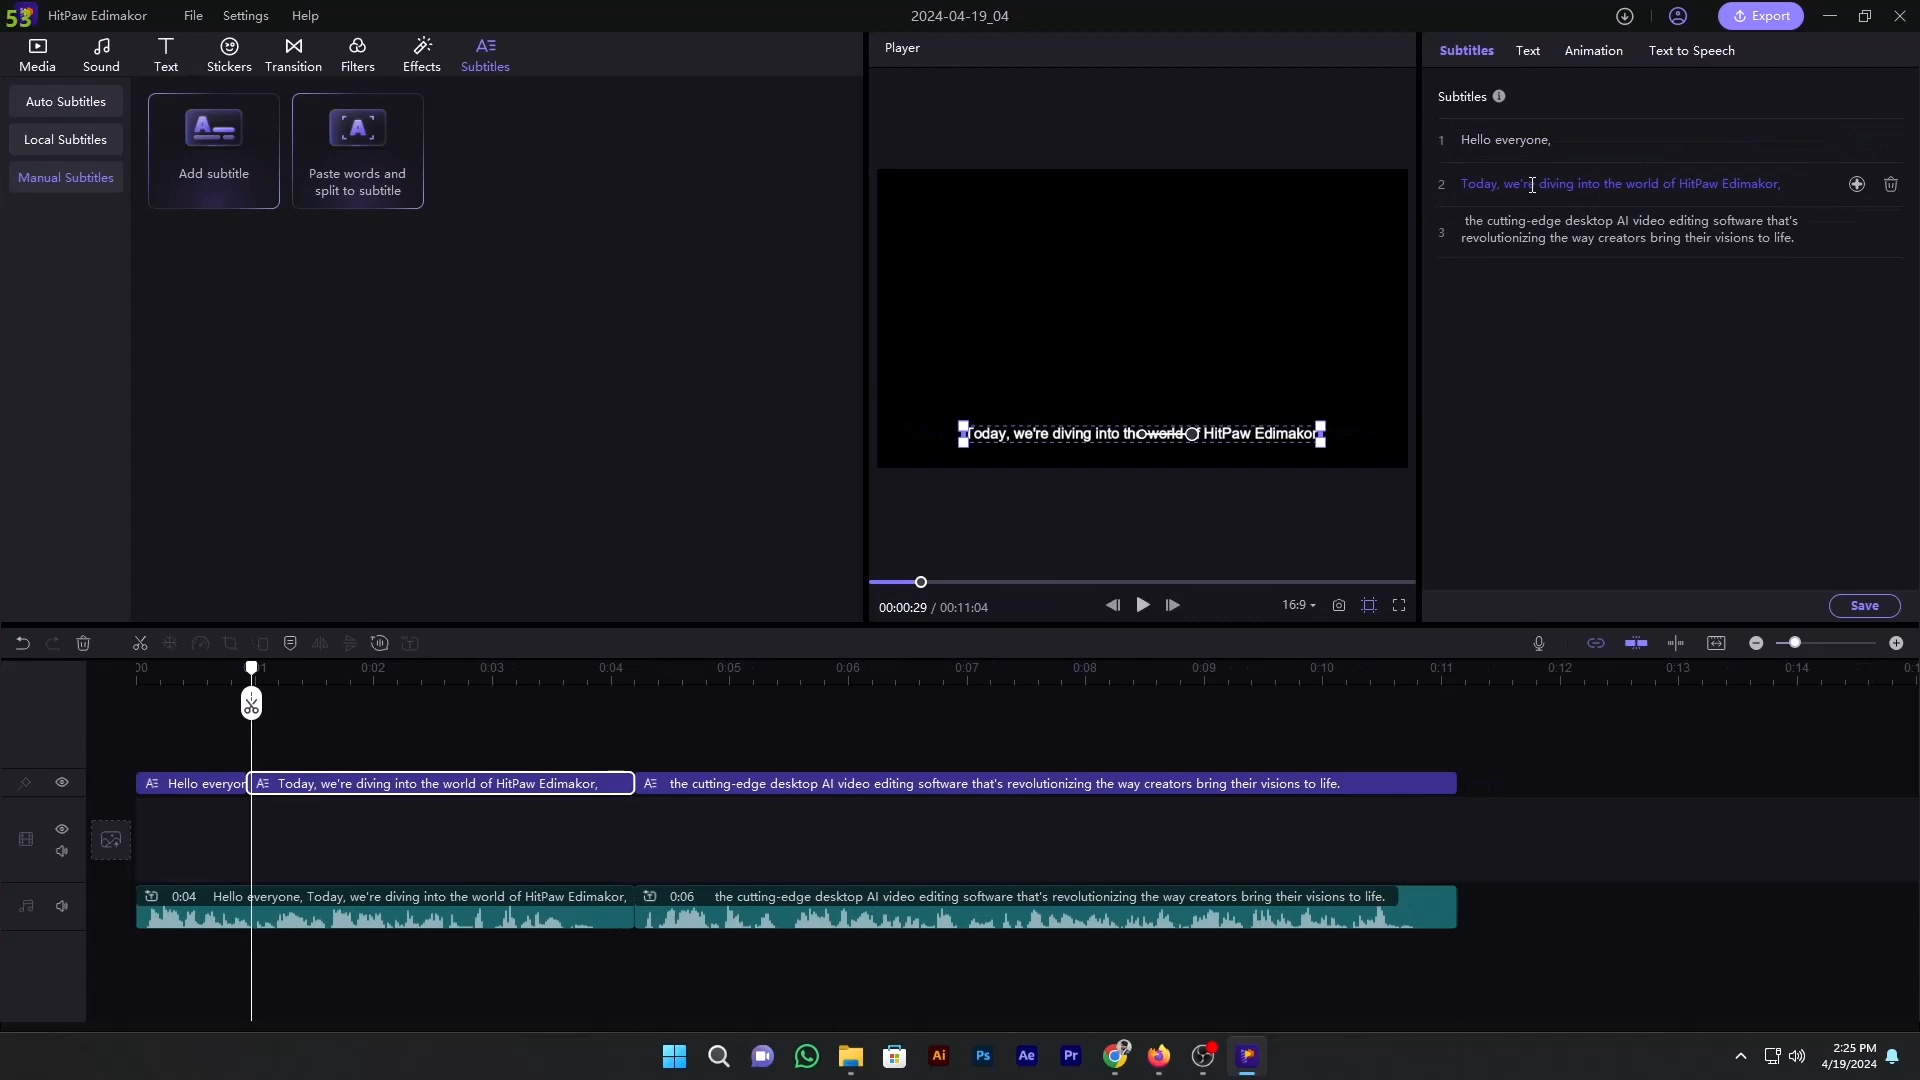 53
HitPaw Edimakor
File
Settings
Help
2024-04-19_04
Export
Media
Sound
Text
Stickers
Transition
Filters
Effects
Subtitles
Player
Subtitles
Text
Animation
Text to Speech
Auto Subtitles
Local Subtitles
Manual Subtitles
Add subtitle
Paste words and
split to subtitle
Subtitles
1
Hello everyone,
2
Today, we're diving into the world of HitPaw Edimakor,
3
the cutting-edge desktop AI video editing software that's
revolutionizing the way creators bring their visions to life.
Today, we're diving into the world of HitPaw Edimakor
00:00:29 / 00:11:04
16:9
Save
00
0:02
0:03
0:04
0:05
0:06
0:07
0:08
0:09
0:10
0:11
0:12
0:13
0:14
Hello everyon
Today, we're diving into the world of HitPaw Edimakor,
the cutting-edge desktop AI video editing software that's revolutionizing the way creators bring their visions to life.
0:04 Hello everyone, Today, we're diving into the world of HitPaw Edimakor,
0:06 the cutting-edge desktop AI video editing software that's revolutionizing the way creators bring their visions to life.
Ai
Ps
Ae
Pr
2:25 PM
4/19/2024